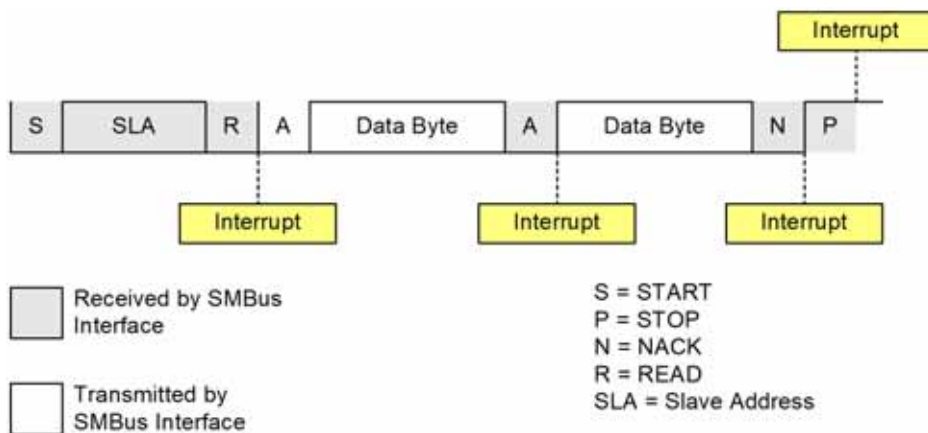 Interrupt
S SLA R A Data Byte A Data Byte N P
Interrupt Interrupt Interrupt
Received by SMBus
Interface
Transmitted by
SMBus Interface
S = START
P = STOP
N = NACK
R = READ
SLA = Slave Address